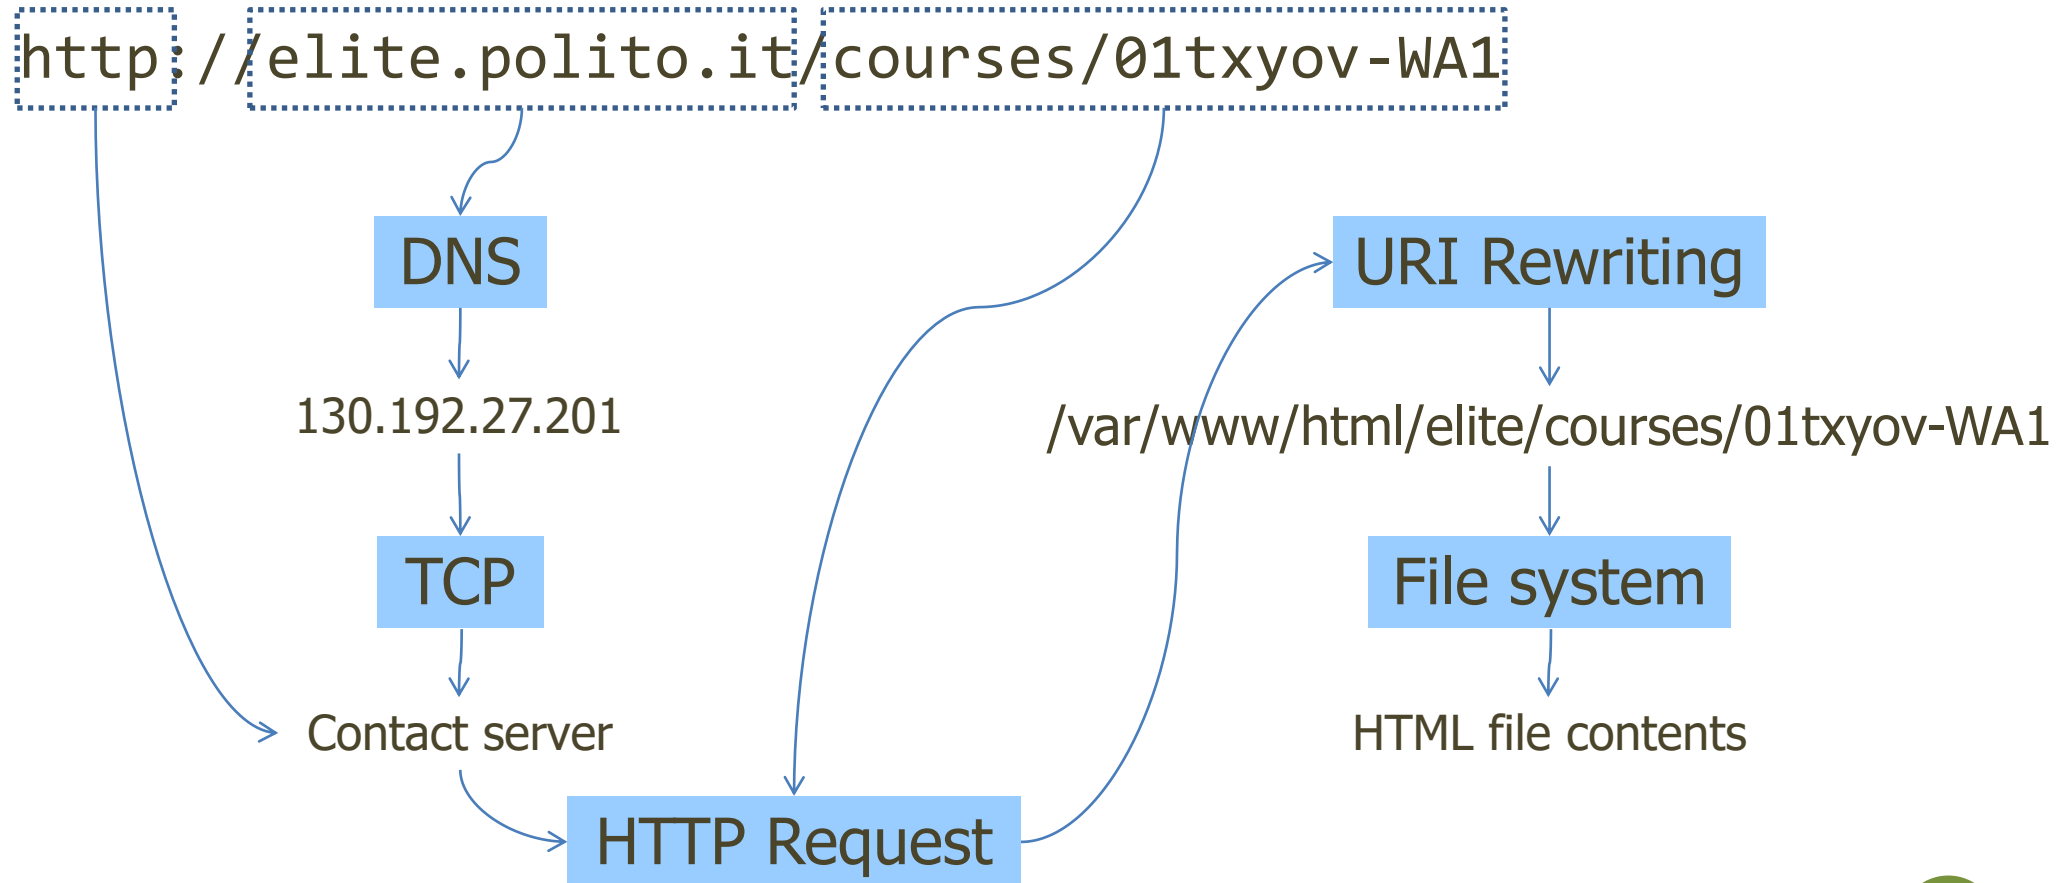 http://elite.polito.it/courses/01txyov-WA1
DNS
URI Rewriting
130.192.27.201
/var/www/html/elite/courses/01txyov-WA1
TCP
File system
Contact server
HTML file contents
HTTP Request